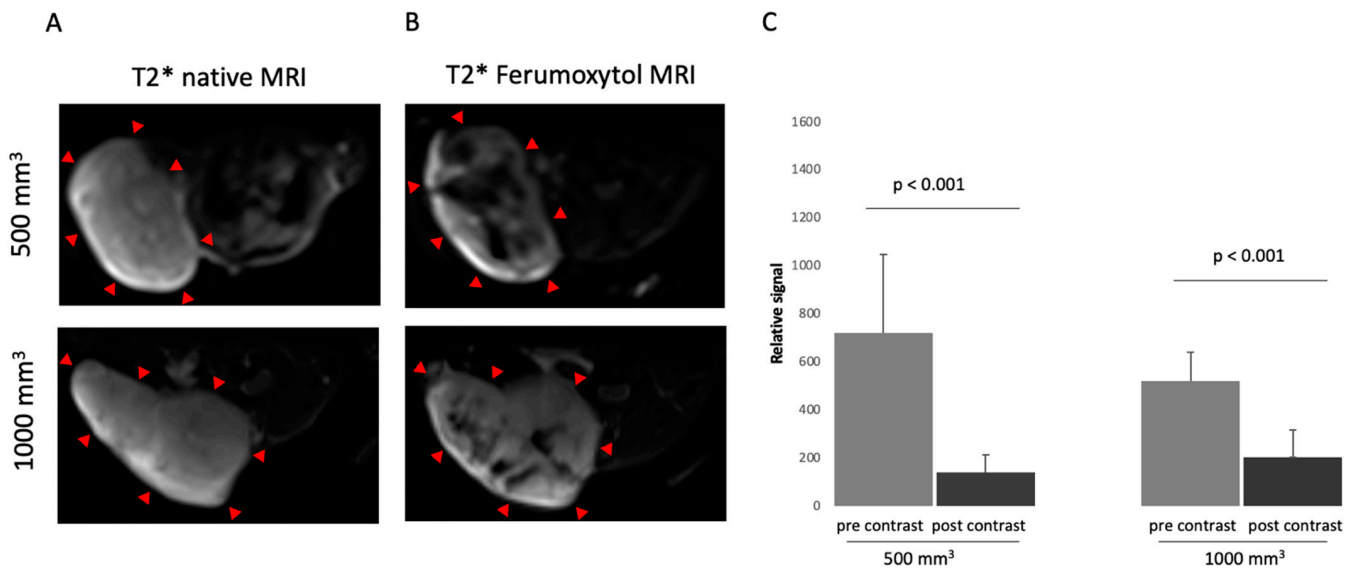 A
B
C
T2* native MRI
T2* Ferumoxytol MRI
500 mm³
1000 mm³
Relative signal
1600
1400
1200
1000
800
600
400
200
0
p < 0.001
p < 0.001
pre contrast
post contrast
pre contrast
post contrast
500 mm³
1000 mm³